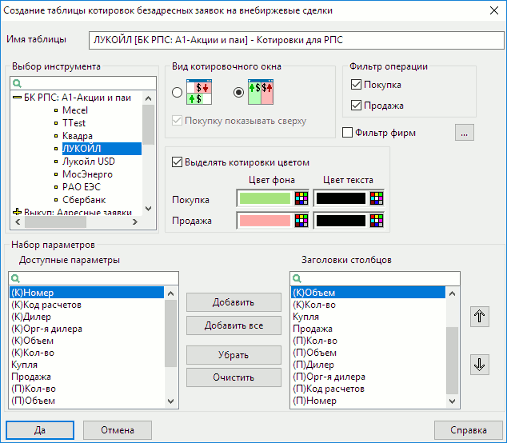 Создание таблицы котировок безадресных заявок на внебиржевые сделки
Имя таблицы
ЛУКОЙЛ [БК РПС: А1-Акции и паи] - Котировки для РПС
Выбор инструмента
БК РПС: А1-Акции и паи
Mecel
TTest
Квадра
ЛУКОЙЛ
Лукойл USD
МосЭнерго
РАО ЕЭС
Сбербанк
Выкуп: Адресные заявки
Вид котировочного окна
$
$
Покупку показывать сверху
Фильтр операции
Покупка
Продажа
Фильтр фирм
...
Выделять котировки цветом
Цвет фона
Цвет текста
Покупка
Продажа
Набор параметров
Доступные параметры
(К)Номер
(К)Код расчетов
(К)Дилер
(К)Орг-я дилера
(К)Объем
(К)Кол-во
Купля
Продажа
(П)Кол-во
(П)Объем
Добавить
Добавить все
Убрать
Очистить
Заголовки столбцов
(К)Объем
(К)Кол-во
Купля
Продажа
(П)Кол-во
(П)Объем
(П)Дилер
(П)Орг-я дилера
(П)Код расчетов
(П)Номер
Да
Отмена
Справка